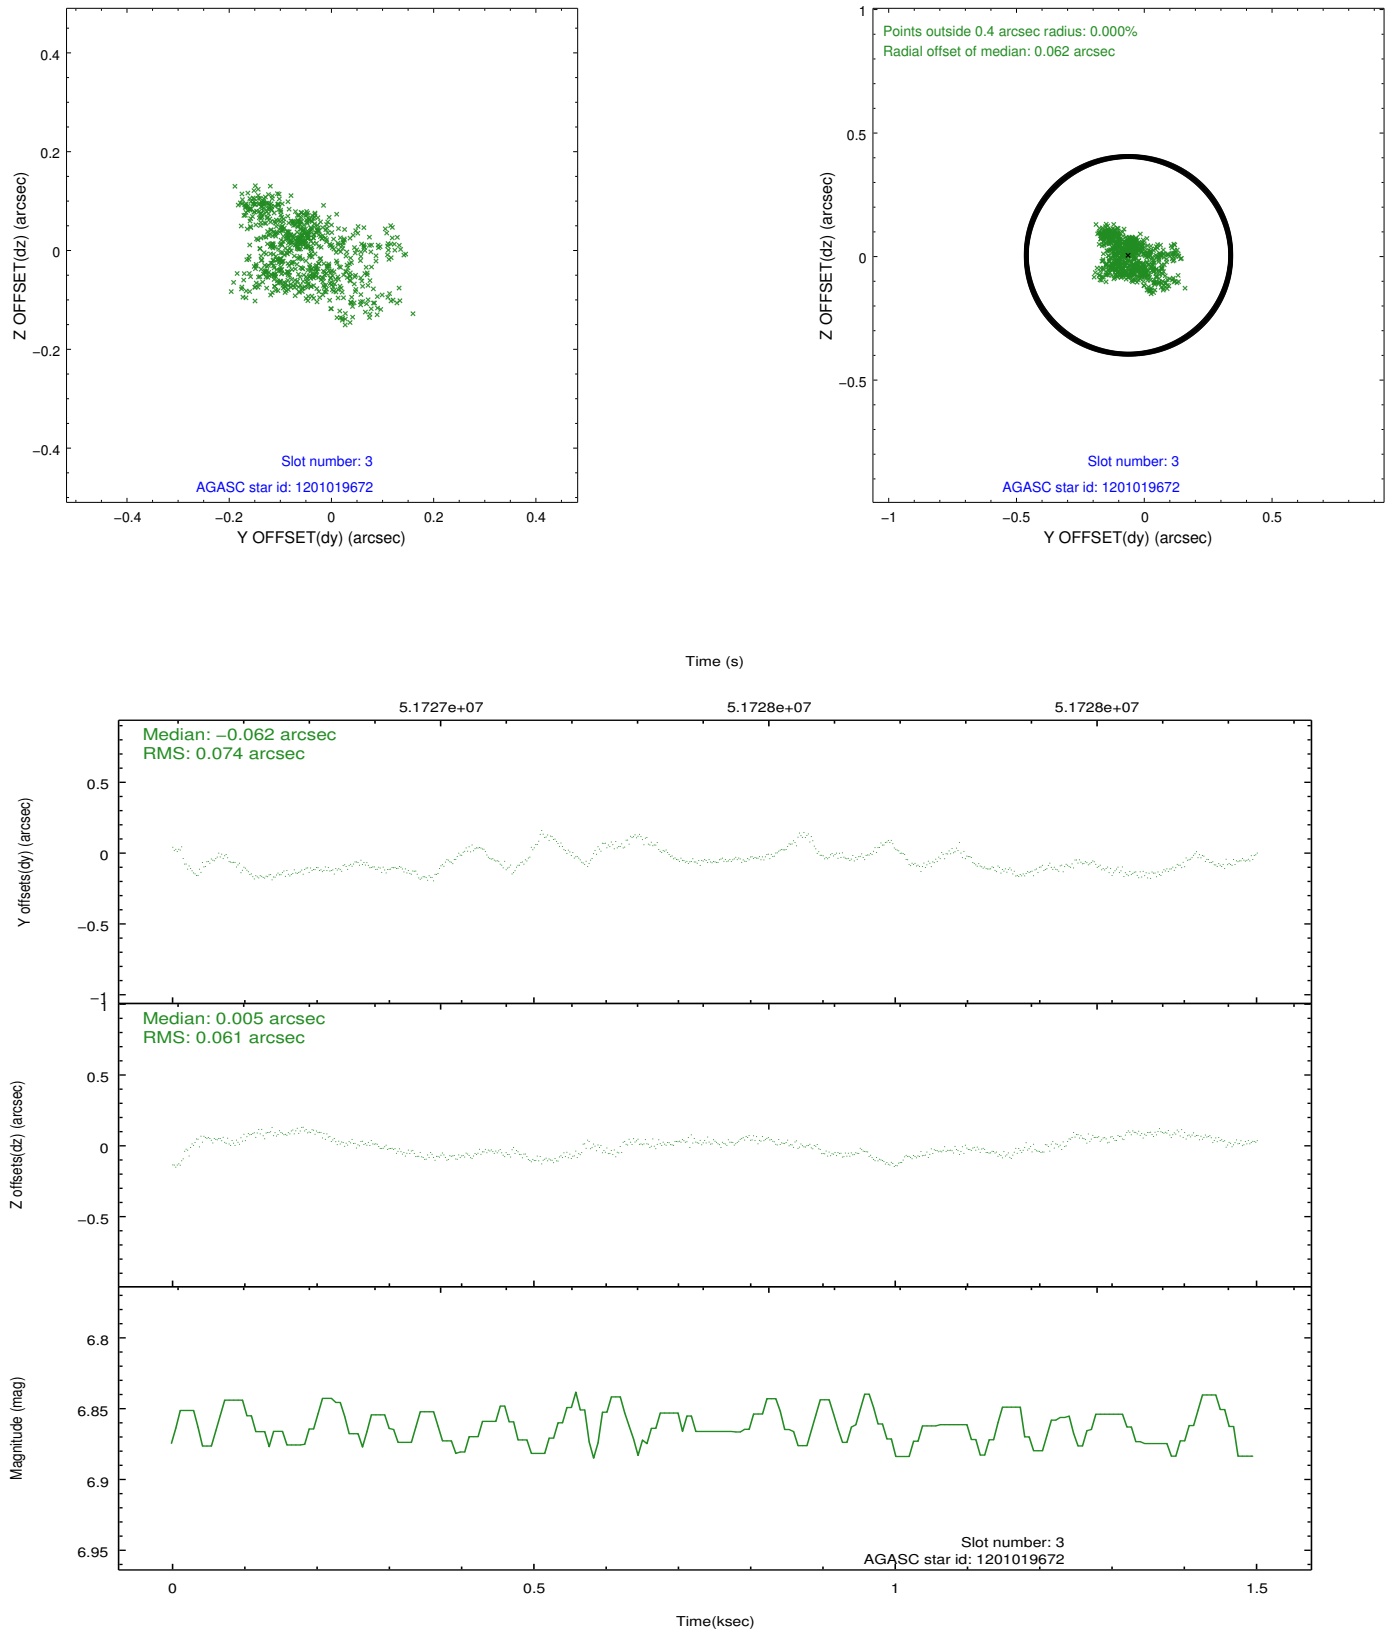 0.4
0.2
0
−0.2
−0.4
Z OFFSET(dz) (arcsec)
Slot number: 3
AGASC star id: 1201019672
−0.4 −0.2 0 0.2 0.4
Y OFFSET(dy) (arcsec)
Points outside 0.4 arcsec radius: 0.000%
Radial offset of median: 0.062 arcsec
1
0.5
0
−0.5
Z OFFSET(dz) (arcsec)
Slot number: 3
AGASC star id: 1201019672
−1 −0.5 0 0.5
Y OFFSET(dy) (arcsec)
Time (s)
5.1727e+07 5.1728e+07 5.1728e+07
Median: −0.062 arcsec
RMS: 0.074 arcsec
0.5
0
−0.5
−1
Y offsets(dy) (arcsec)
Median: 0.005 arcsec
RMS: 0.061 arcsec
1
0.5
0
−0.5
Z offsets(dz) (arcsec)
6.8
6.85
6.9
6.95
Magnitude (mag)
Slot number: 3
AGASC star id: 1201019672
0 0.5 1 1.5
Time(ksec)